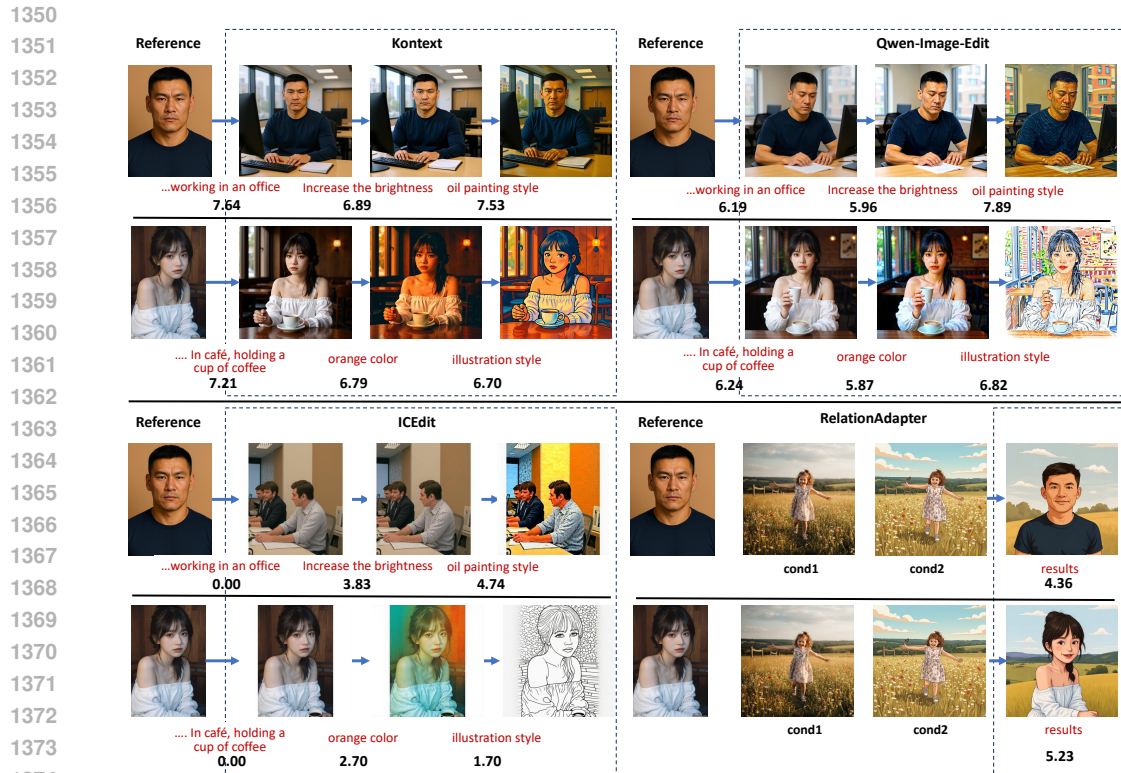 1350
1351
1352
1353
1354
1355
1356
1357
1358
1359
1360
1361
1362
1363
1364
1365
1366
1367
1368
1369
1370
1371
1372
1373
Reference Kontext Reference Qwen-Image-Edit
...working in an office Increase the brightness oil painting style ...working in an office Increase the brightness oil painting style
7.64 6.89 7.53 6.19 5.96 7.89
.... In café, holding a cup of coffee orange color illustration style .... In café, holding a cup of coffee orange color illustration style
7.21 6.79 6.70 6.24 5.87 6.82
Reference ICEdit Reference RelationAdapter
...working in an office Increase the brightness oil painting style cond1 cond2 results
0.00 3.83 4.74 4.36
.... In café, holding a cup of coffee orange color illustration style cond1 cond2 results
0.00 2.70 1.70 5.23